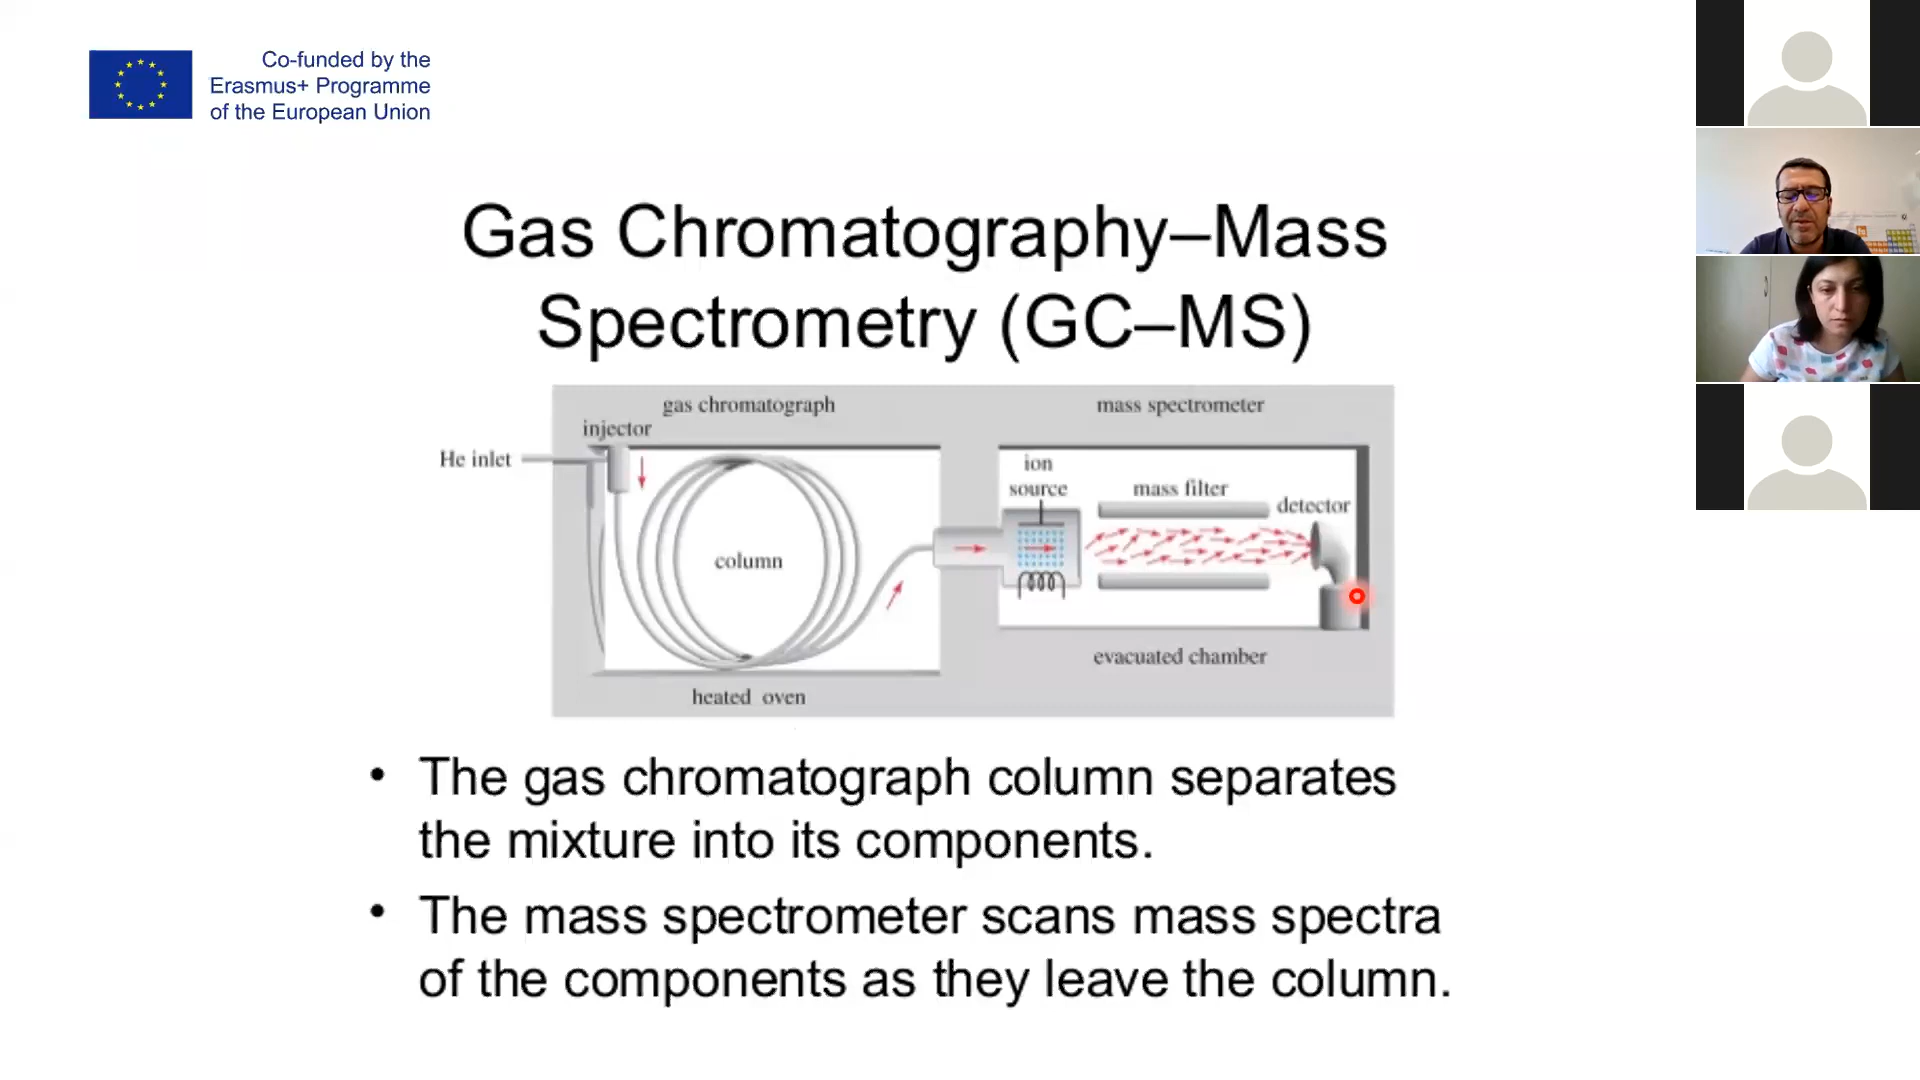 Co-funded by the
Erasmus+ Programme
of the European Union
Gas Chromatography–Mass
Spectrometry (GC–MS)
gas chromatograph
mass spectrometer
injector
He inlet
ion
source
mass filter
detector
column
evacuated chamber
heated oven
• The gas chromatograph column separates
the mixture into its components.
• The mass spectrometer scans mass spectra
of the components as they leave the column.